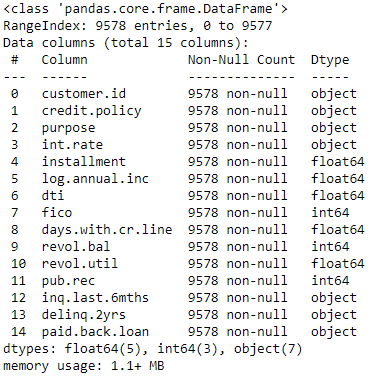 <class 'pandas.core.frame.DataFrame'>
RangeIndex: 9578 entries, 0 to 9577
Data columns (total 15 columns):
 #   Column             Non-Null Count  Dtype
---  ------             --------------  -----
 0   customer.id        9578 non-null   object
 1   credit.policy      9578 non-null   object
 2   purpose            9578 non-null   object
 3   int.rate           9578 non-null   object
 4   installment        9578 non-null   float64
 5   log.annual.inc     9578 non-null   float64
 6   dti                9578 non-null   float64
 7   fico               9578 non-null   int64
 8   days.with.cr.line  9578 non-null   float64
 9   revol.bal          9578 non-null   int64
 10  revol.util         9578 non-null   float64
 11  pub.rec            9578 non-null   int64
 12  inq.last.6mths     9578 non-null   object
 13  delinq.2yrs        9578 non-null   object
 14  paid.back.loan     9578 non-null   object
dtypes: float64(5), int64(3), object(7)
memory usage: 1.1+ MB